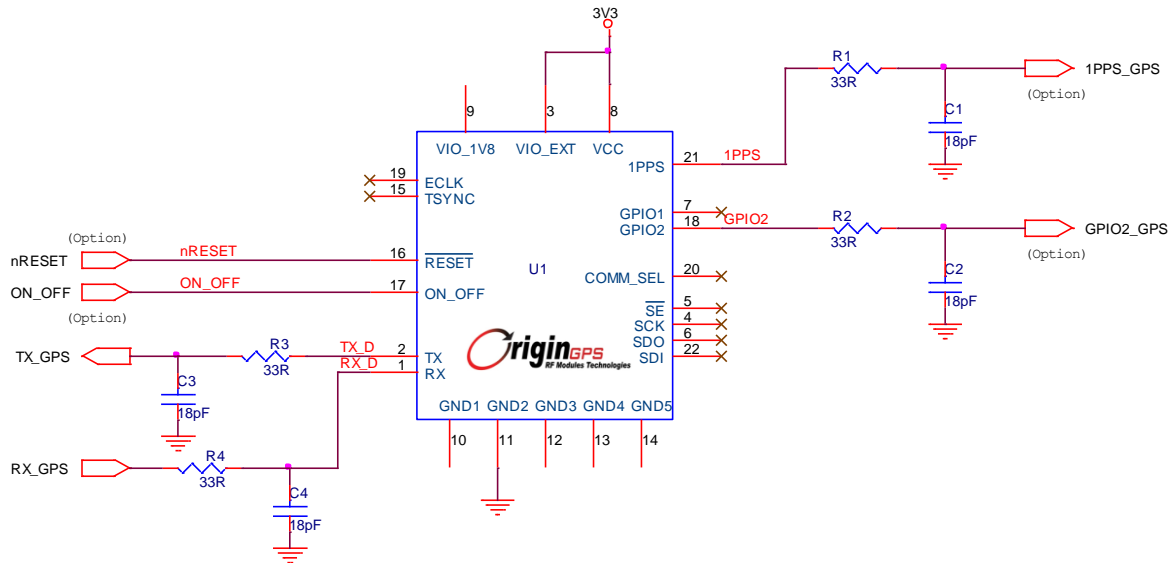 3V3
R1
33R
1PPS_GPS
(Option)
C1
18pF
9
3
8
VIO_1V8
VIO_EXT
VCC
1PPS
21
1PPS
19
ECLK
15
TSYNC
GPIO1
7
GPIO2
18
GPIO2
R2
33R
GPIO2_GPS
(Option)
C2
18pF
(Option)
nRESET
nRESET
16
RESET
U1
ON_OFF
ON_OFF
17
ON_OFF
(Option)
COMM_SEL
20
SE
5
SCK
4
SDO
6
SDI
22
OriginGPS
RF Modules Technologies
TX_GPS
R3
33R
TX_D
2
TX
RX_D
1
RX
C3
18pF
GND1
GND2
GND3
GND4
GND5
10
11
12
13
14
RX_GPS
R4
33R
C4
18pF